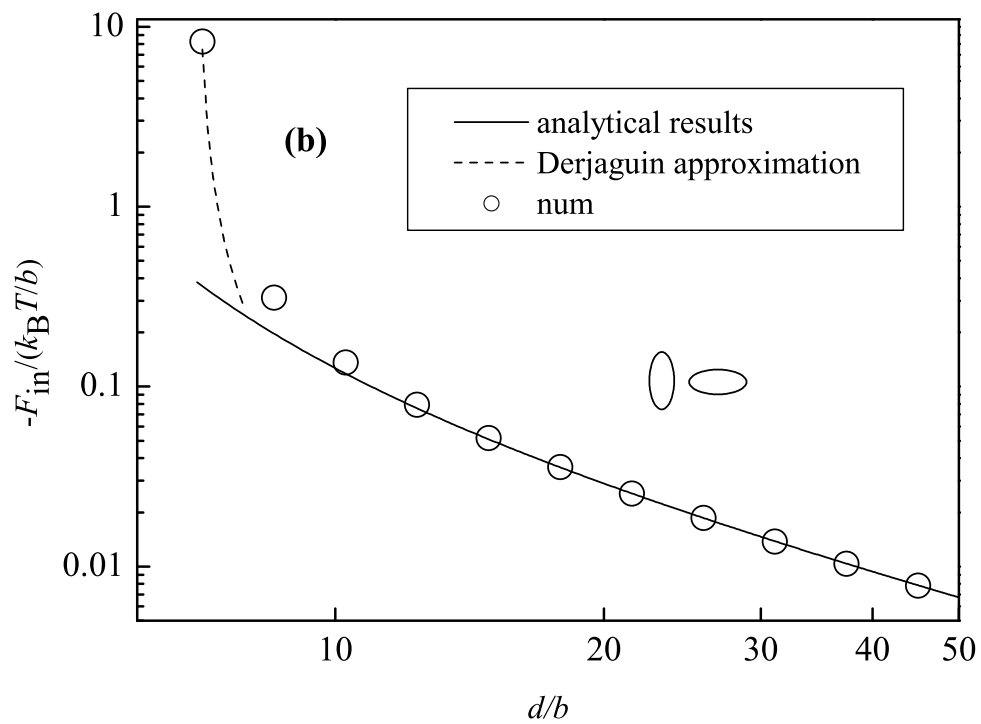 10
1
0.1
0.01
-F_in/(k_B T/b)
(b)
analytical results
Derjaguin approximation
num
10
20
30
40
50
d/b